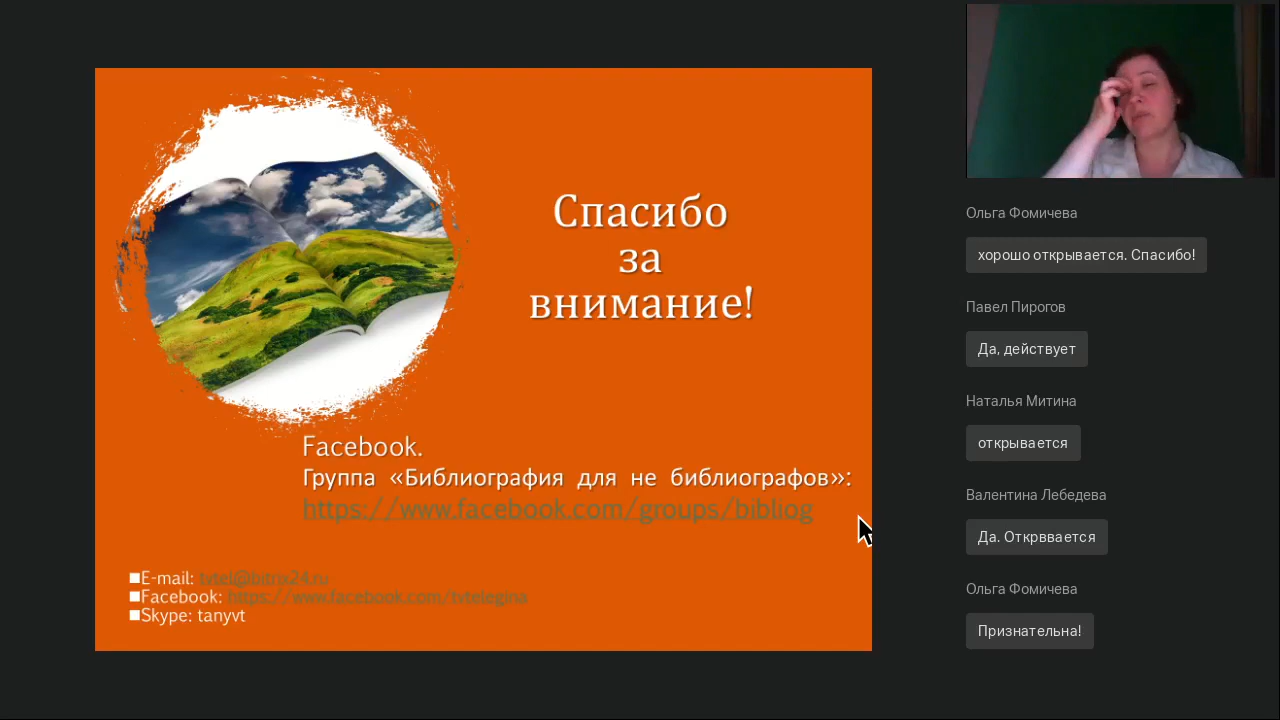 Спасибо
за
внимание!
Facebook.
Группа «Библиография для не библиографов»:
https://www.facebook.com/groups/bibliog
■E-mail: tvtel@bitrix24.ru
■Facebook: https://www.facebook.com/tvtelegina
■Skype: tanyvt
Ольга Фомичева
хорошо открывается. Спасибо!
Павел Пирогов
Да, действует
Наталья Митина
открывается
Валентина Лебедева
Да. Открввается
Ольга Фомичева
Признательна!